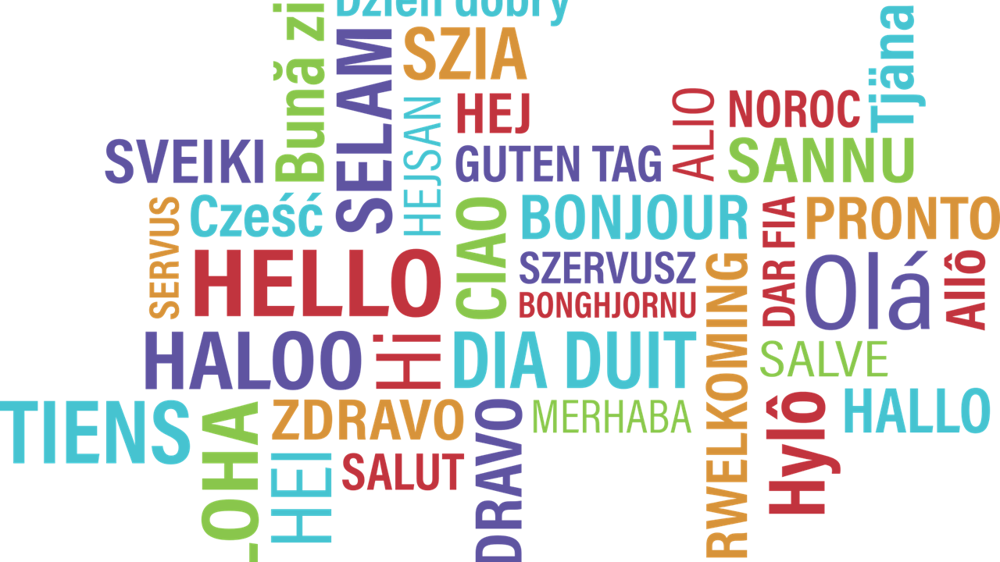 Dzień dobry
Bună zi
SELAM
SZIA
Tjäna
HEJSAN
HEJ
ALIO
NOROC
SVEIKI
GUTEN TAG
SANNU
SERVUS
Cześć
CIAO
BONJOUR
DAR FIA
PRONTO
HELLO
SZERVUSZ
RWELKOMING
Olá
Allô
BONGHJORNU
HALOO
Hi
DIA DUIT
SALVE
TIENS
LOHA
ZDRAVO
DRAVO
MERHABA
Hylô
HALLO
HEI
SALUT